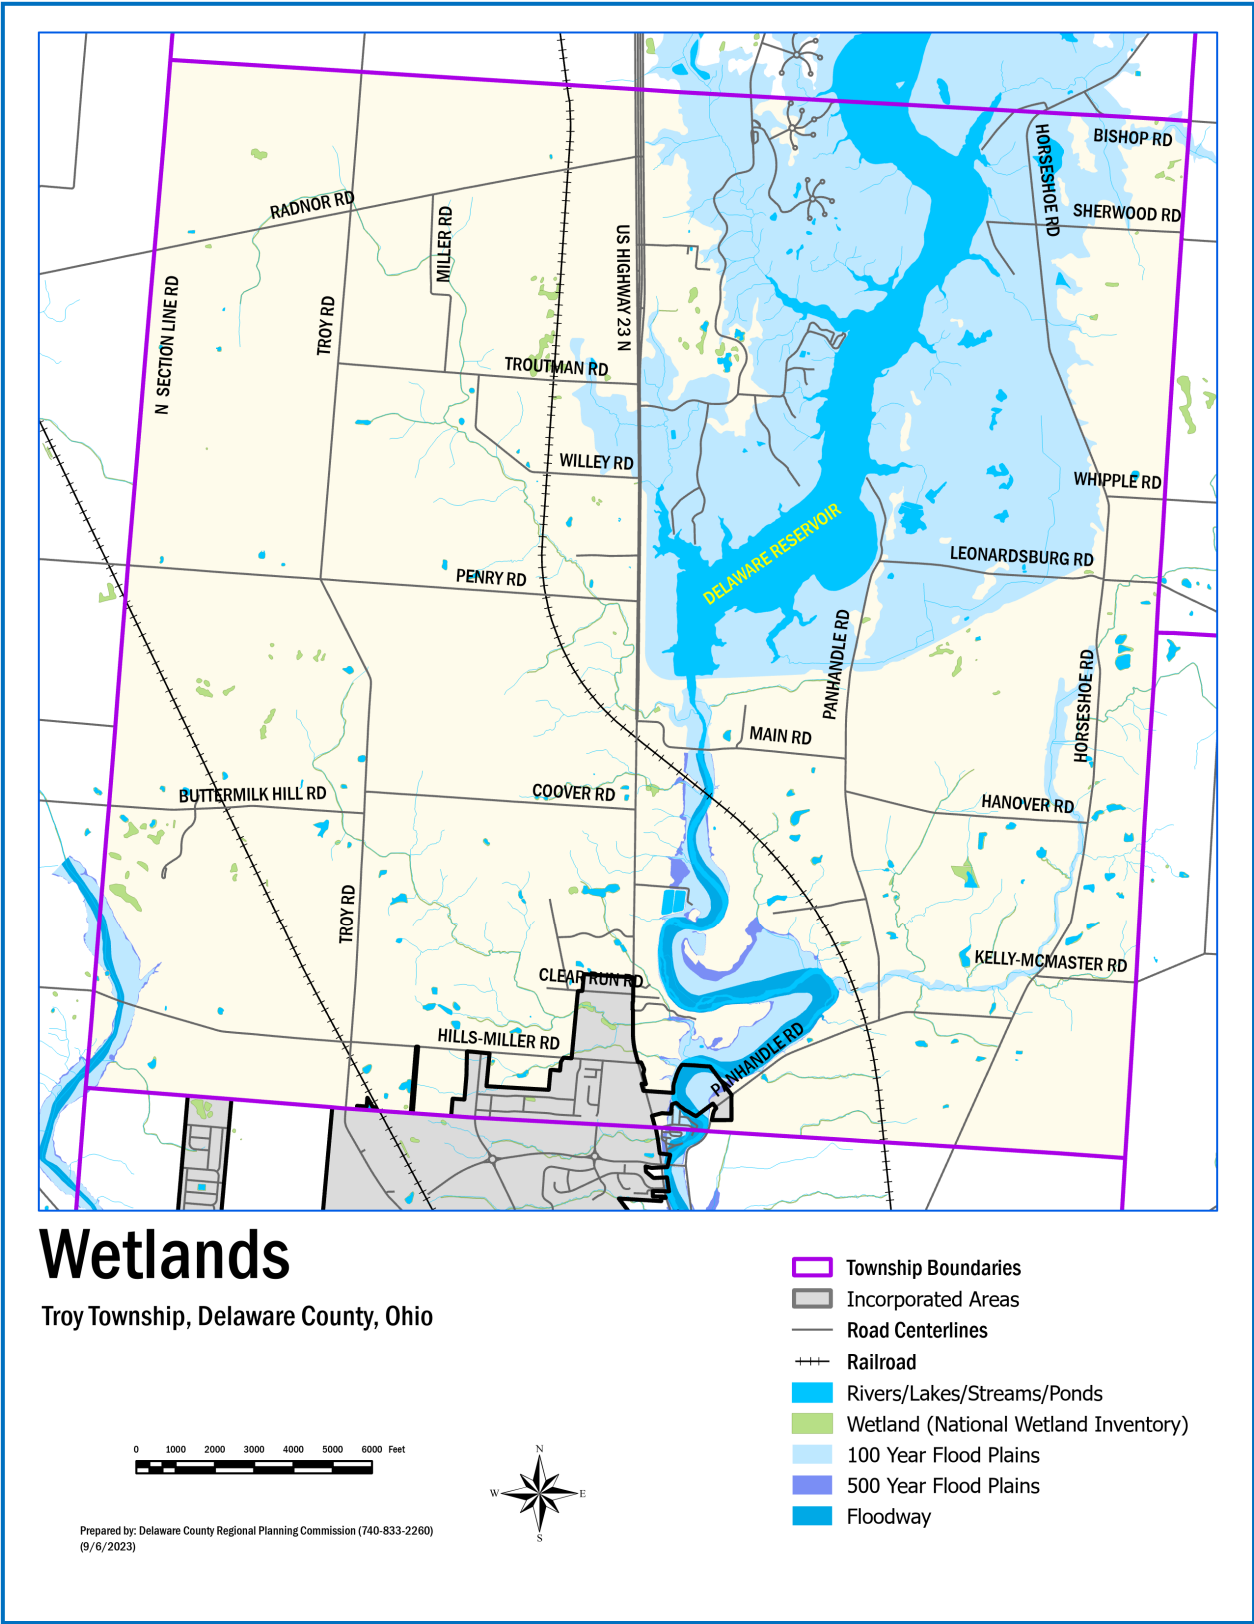 BISHOP RD
HORSESHOE RD
SHERWOOD RD
RADNOR RD
MILLER RD
US HIGHWAY 23 N
N SECTION LINE RD
TROY RD
TROUTMAN RD
WILLEY RD
WHIPPLE RD
DELAWARE RESERVOIR
LEONARDSBURG RD
PENRY RD
PANHANDLE RD
HORSESHOE RD
MAIN RD
BUTTERMILK HILL RD
COOVER RD
HANOVER RD
TROY RD
KELLY-MCMASTER RD
CLEAR RUN RD
HILLS-MILLER RD
PANHANDLE RD
Wetlands
Troy Township, Delaware County, Ohio
Township Boundaries
Incorporated Areas
Road Centerlines
Railroad
Rivers/Lakes/Streams/Ponds
Wetland (National Wetland Inventory)
100 Year Flood Plains
500 Year Flood Plains
Floodway
0 1000 2000 3000 4000 5000 6000 Feet
N
W E
S
Prepared by: Delaware County Regional Planning Commission (740-833-2260)
(9/6/2023)